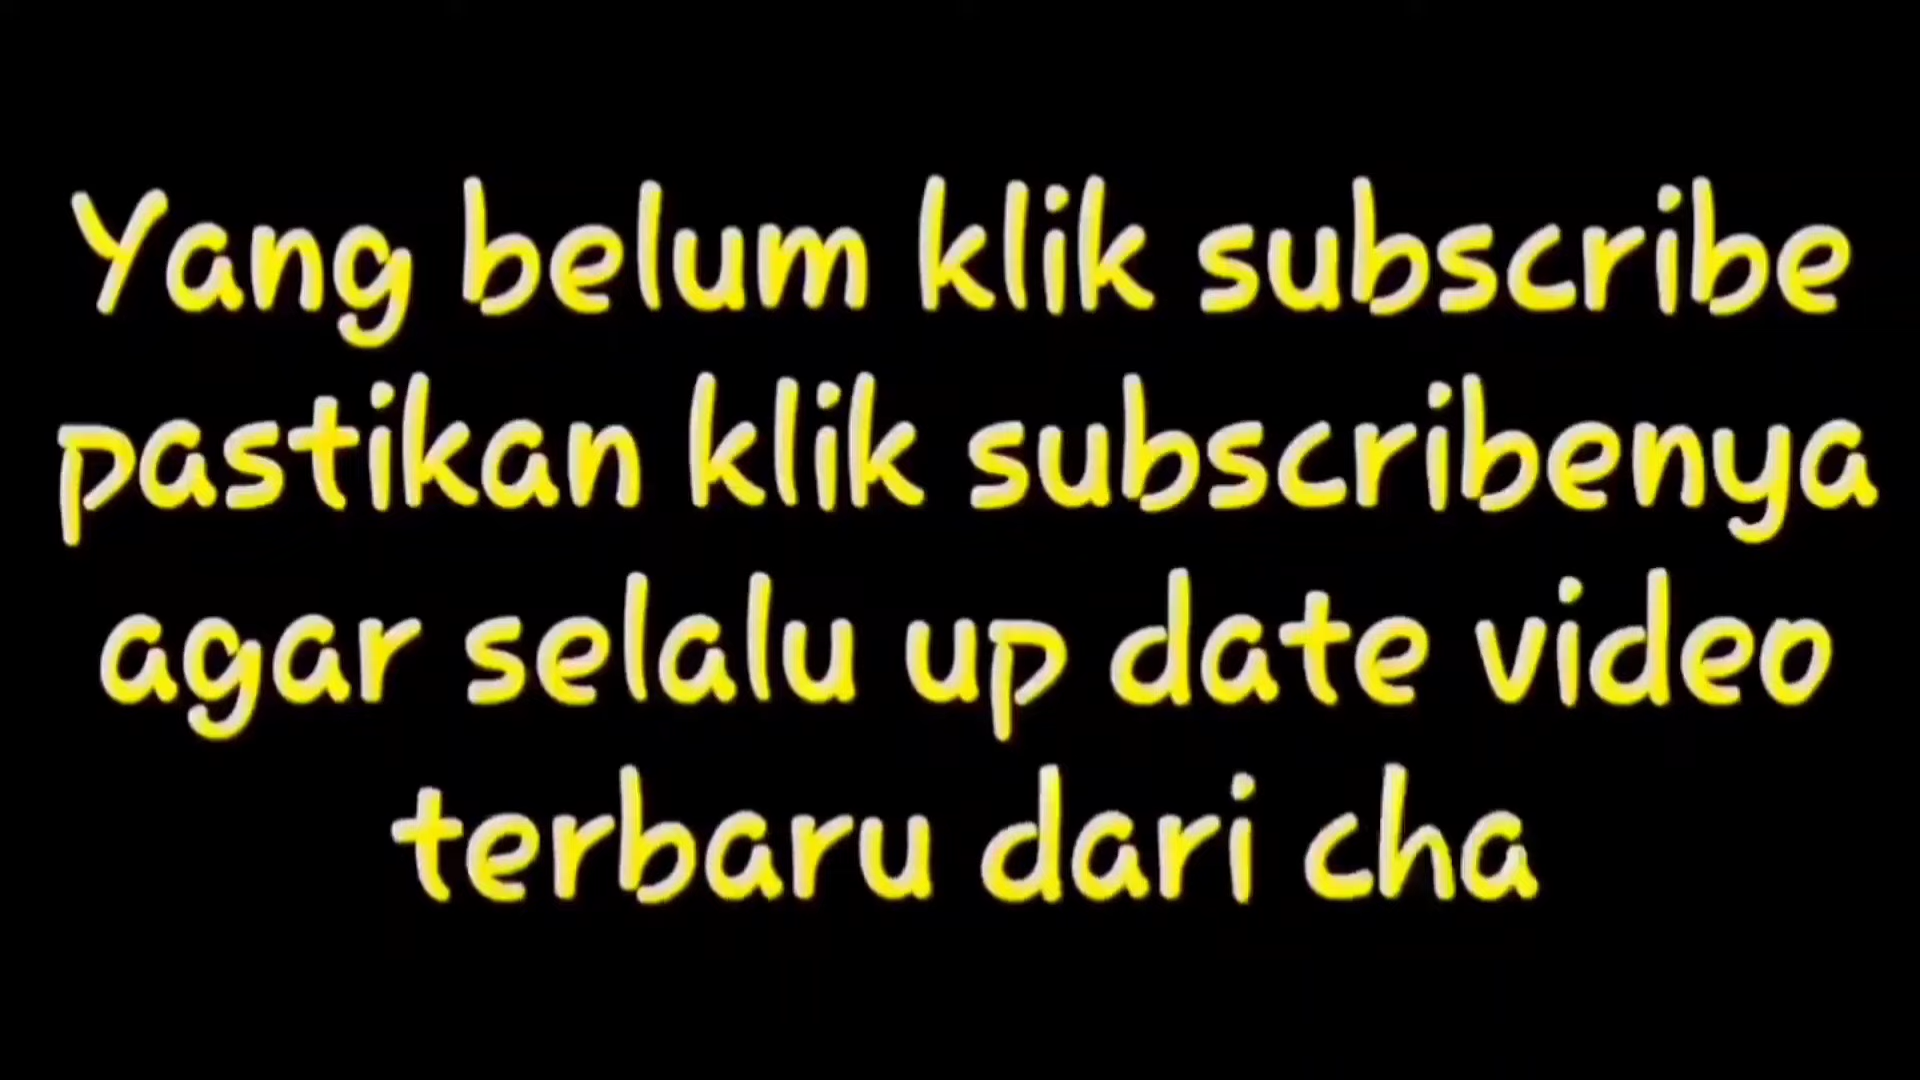 Yang belum klik subscribe
pastikan klik subscribenya
agar selalu up date video
terbaru dari cha